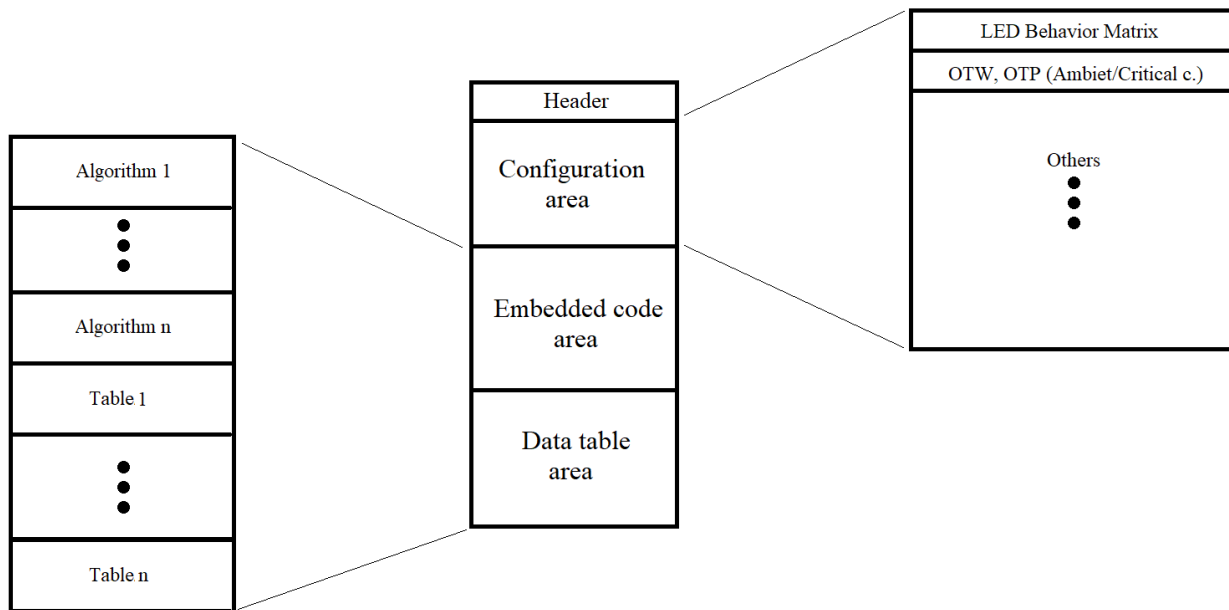 Algorithm 1
Algorithm n
Table 1
Table n
Header
Configuration
area
Embedded code
area
Data table
area
LED Behavior Matrix
OTW, OTP (Ambiet/Critical c.)
Others